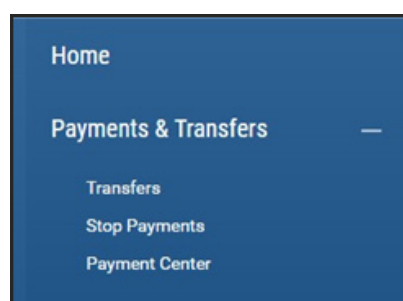 Home
Payments & Transfers
Transfers
Stop Payments
Payment Center